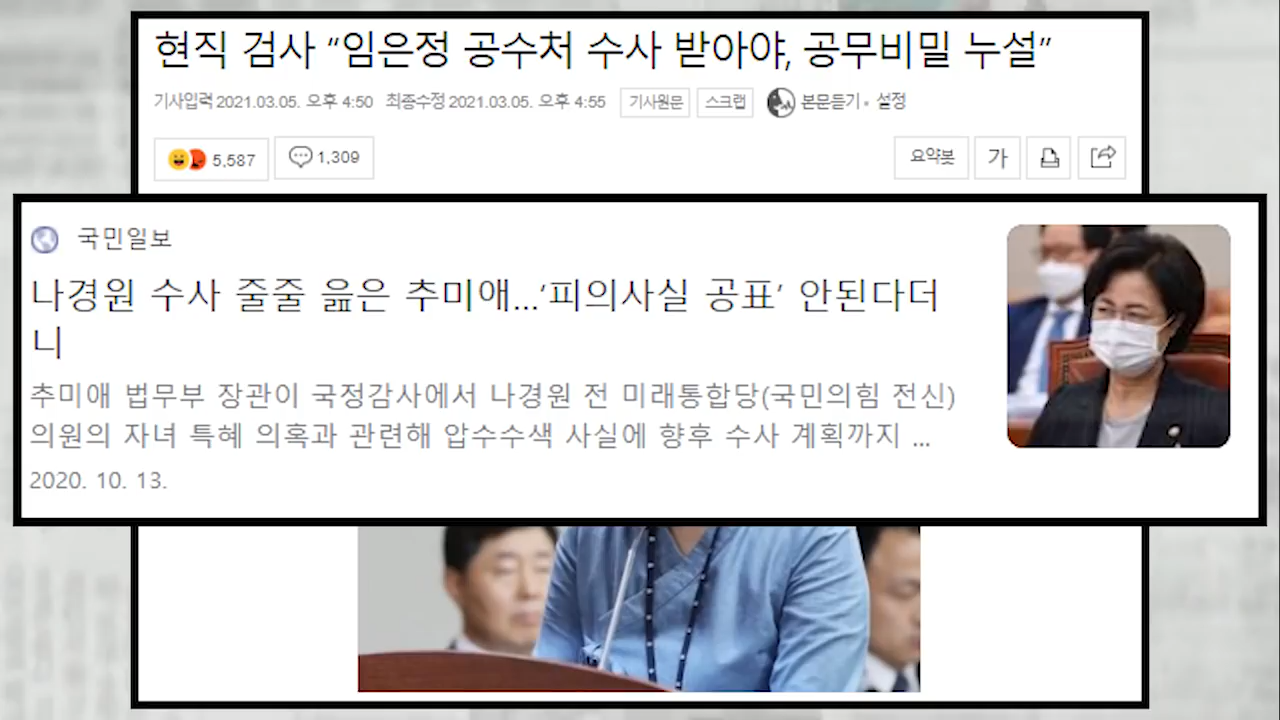 현직 검사 “임은정 공수처 수사 받아야, 공무비밀 누설”
기사입력 2021.03.05. 오후 4:50 최종수정 2021.03.05. 오후 4:55 기사원문 스크랩 본문듣기 · 설정
5,587 1,309 요약봇 가
국민일보
나경원 수사 줄줄 읊은 추미애…‘피의사실 공표’ 안된다더
니
추미애 법무부 장관이 국정감사에서 나경원 전 미래통합당(국민의힘 전신)
의원의 자녀 특혜 의혹과 관련해 압수수색 사실에 향후 수사 계획까지 ...
2020. 10. 13.